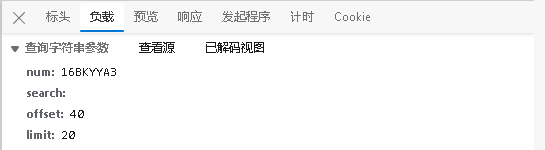 标头 负载 预览 响应 发起程序 计时 Cookie
查询字符串参数 查看源 已解码视图
num: 16BKYYA3
search:
offset: 40
limit: 20